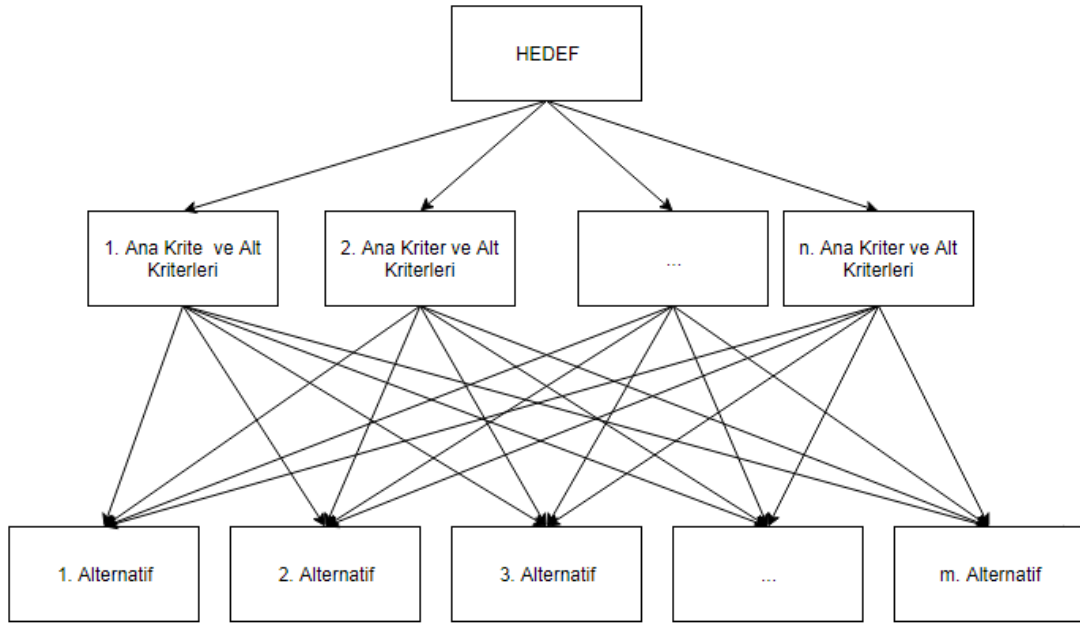 HEDEF
1. Ana Krite ve Alt
Kriterleri
2. Ana Kriter ve Alt
Kriterleri
...
n. Ana Kriter ve Alt
Kriterleri
1. Alternatif
2. Alternatif
3. Alternatif
...
m. Alternatif